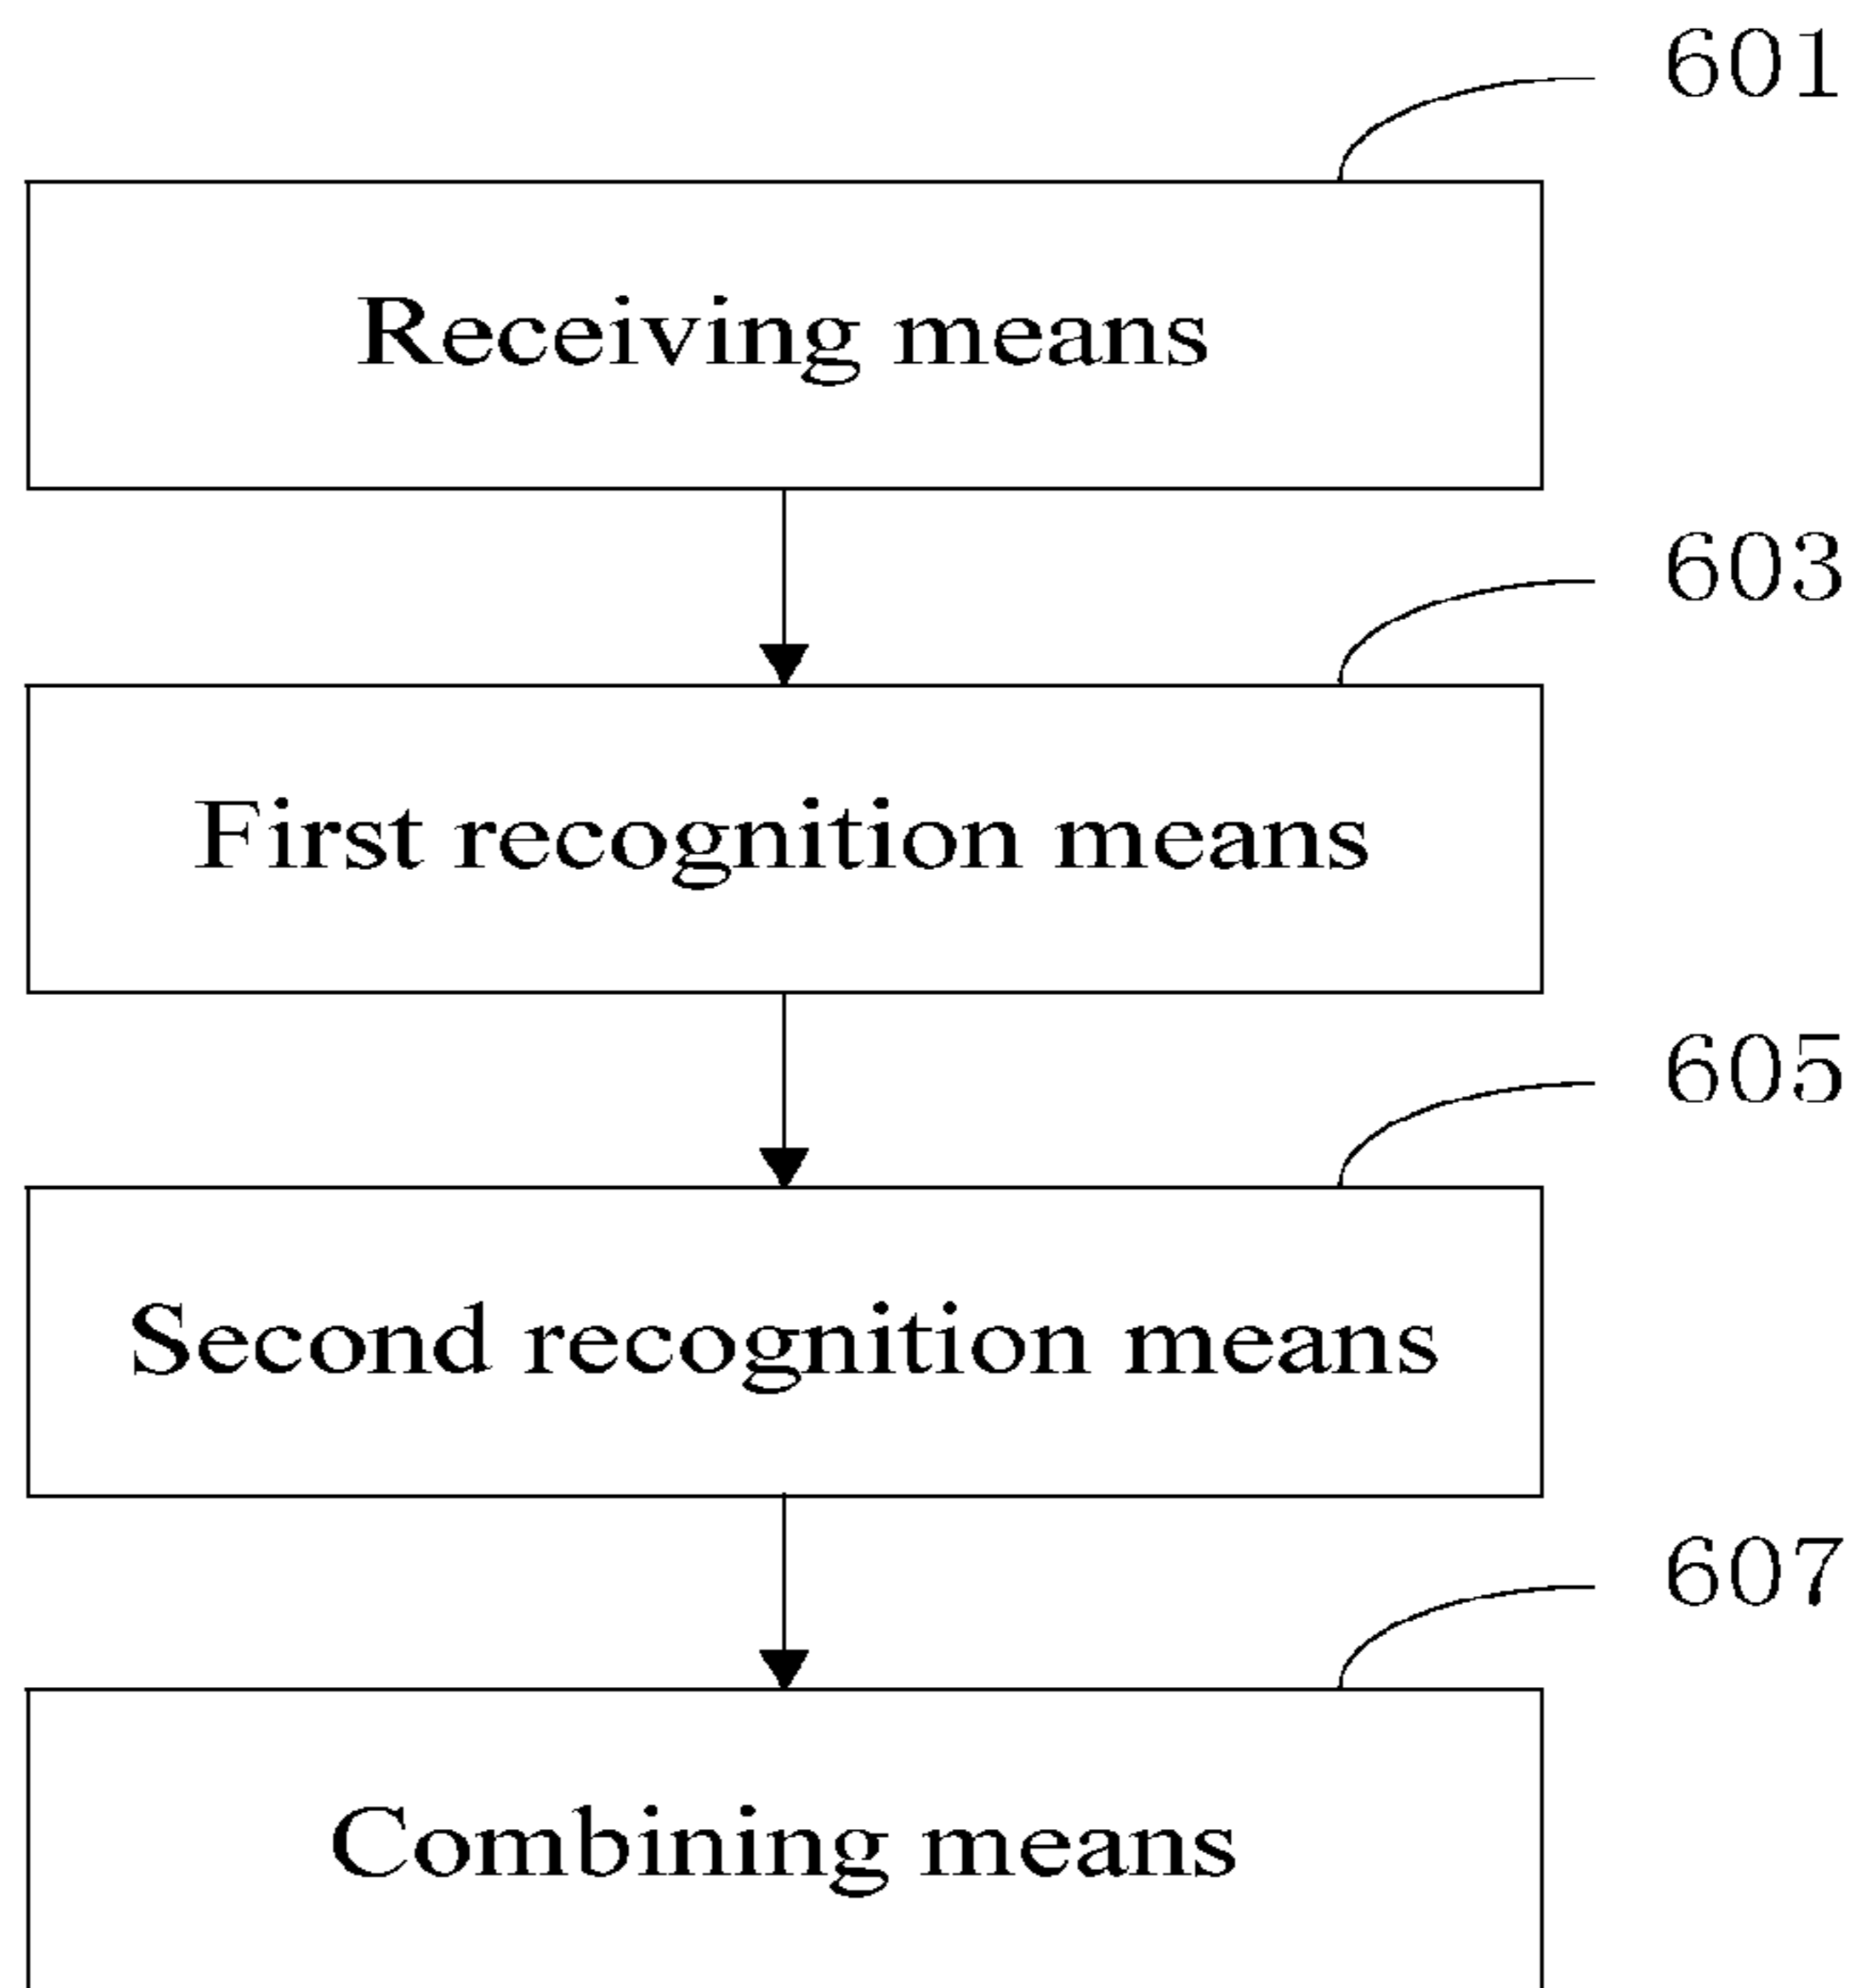 601
Receiving means
603
First recognition means
605
Second recognition means
607
Combining means